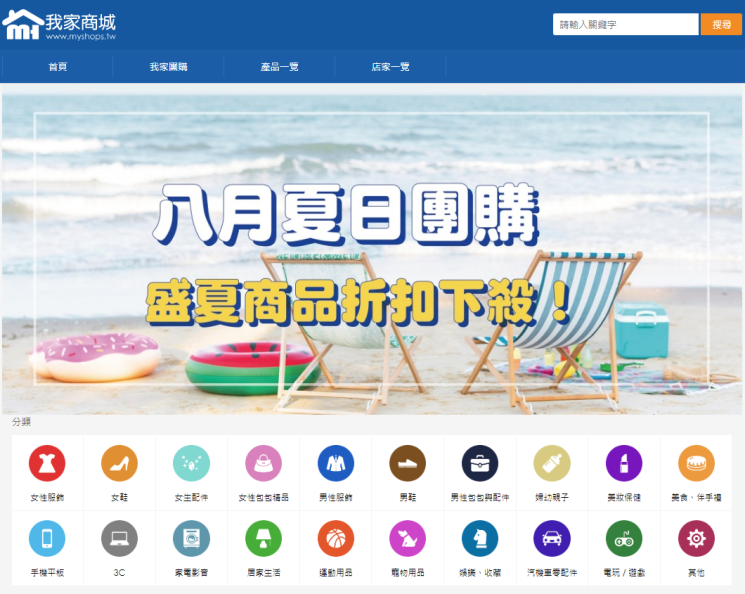 我家商城
www.myshops.tw
請輸入關鍵字
搜尋
首頁
我家團購
產品一覽
店家一覽
八月夏日團購
盛夏商品折扣下殺！
分類
女性服飾
女鞋
女生配件
女性包包精品
男性服飾
男鞋
男性包包與配件
婦幼親子
美妝保健
美食、伴手禮
手機平板
3C
家電影音
居家生活
運動用品
寵物用品
娛樂、收藏
汽機車零配件
電玩 / 遊戲
其他